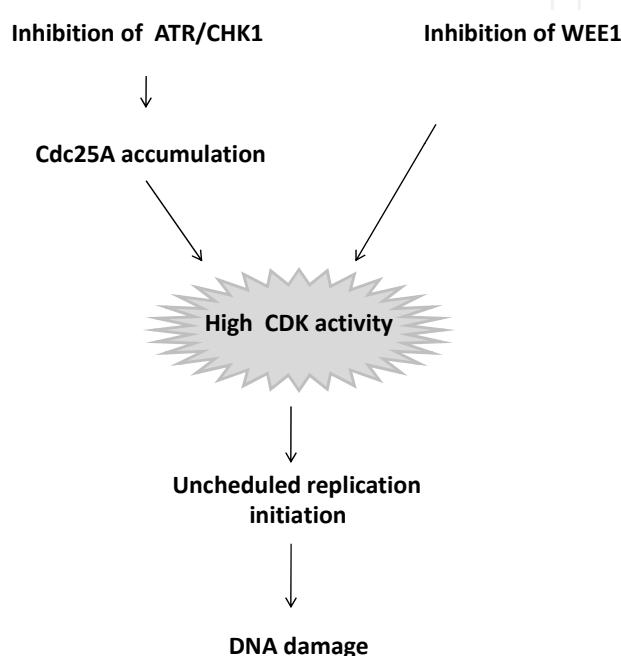 Inhibition of ATR/CHK1
Inhibition of WEE1
Cdc25A accumulation
High CDK activity
Uncheduled replication
initiation
DNA damage